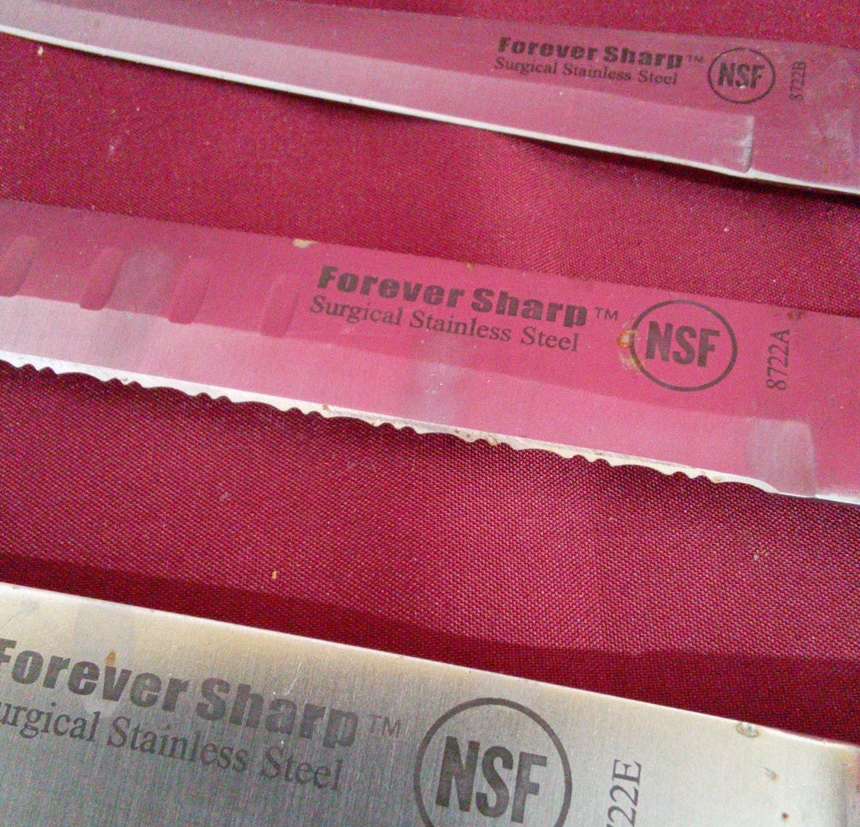 Forever Sharp™
Surgical Stainless Steel
NSF
8722B
Forever Sharp™
Surgical Stainless Steel
NSF
8722A
Forever Sharp™
urgical Stainless Steel
NSF
722E